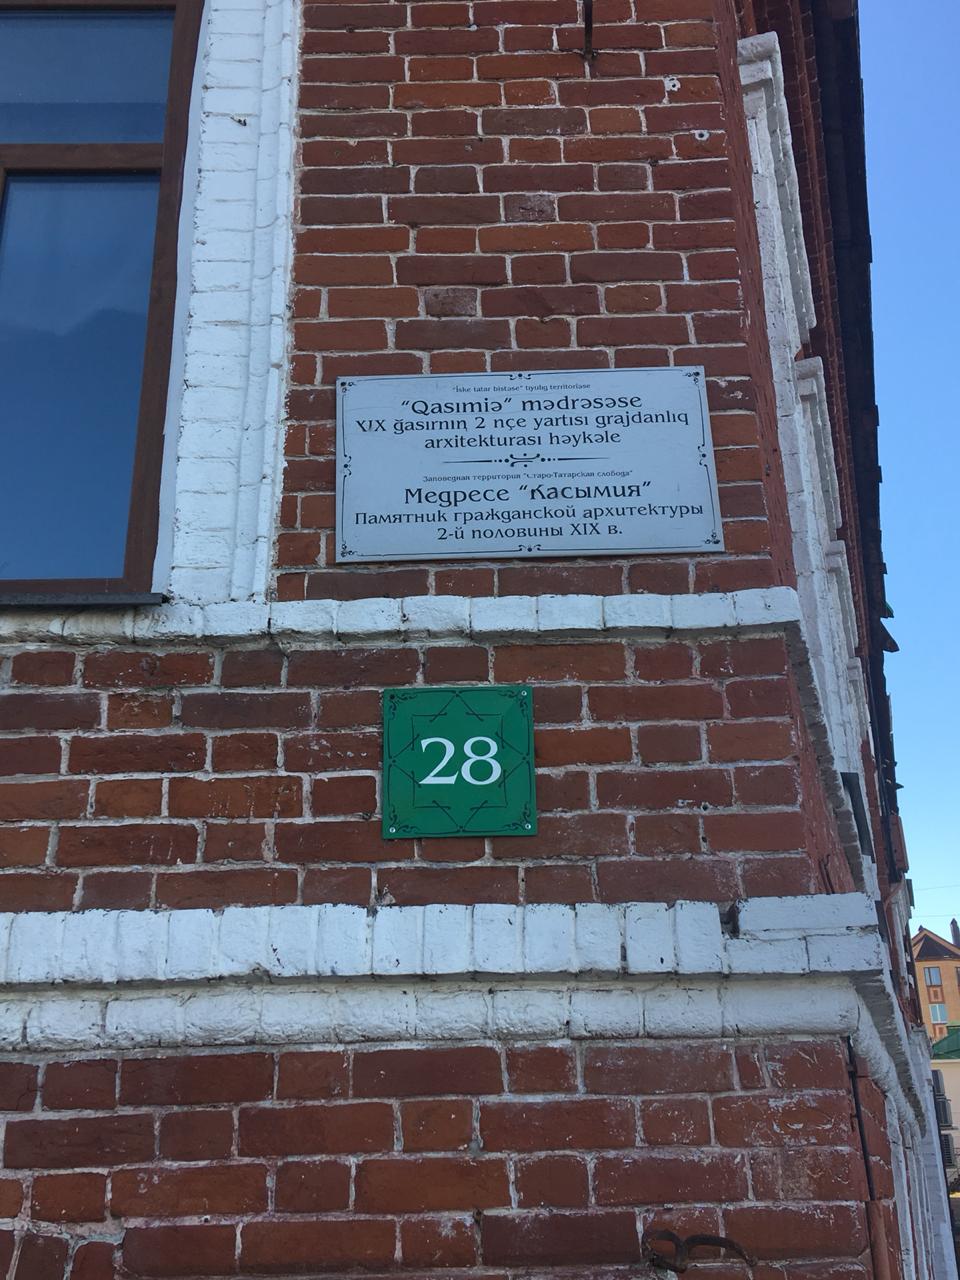 "İske tatar bistəse" tıyulıg territoriəse
"Qasımiə" mədrəsəse
XIX ğasırnıŋ 2 nçe yartısı grajdanlıq
arxitekturası həykəle
Заповедная территория "Старо-Татарская слобода"
Медресе "Касымия"
Памятник гражданской архитектуры
2-й половины XIX в.
28